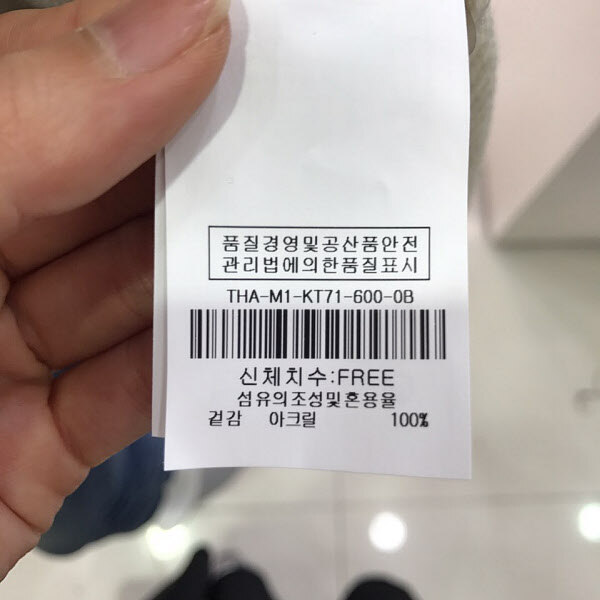 품질경영및공산품안전
관리법에의한품질표시
THA-M1-KT71-600-0B
신체치수:FREE
섬유의조성및혼용율
겉감 아크릴 100%